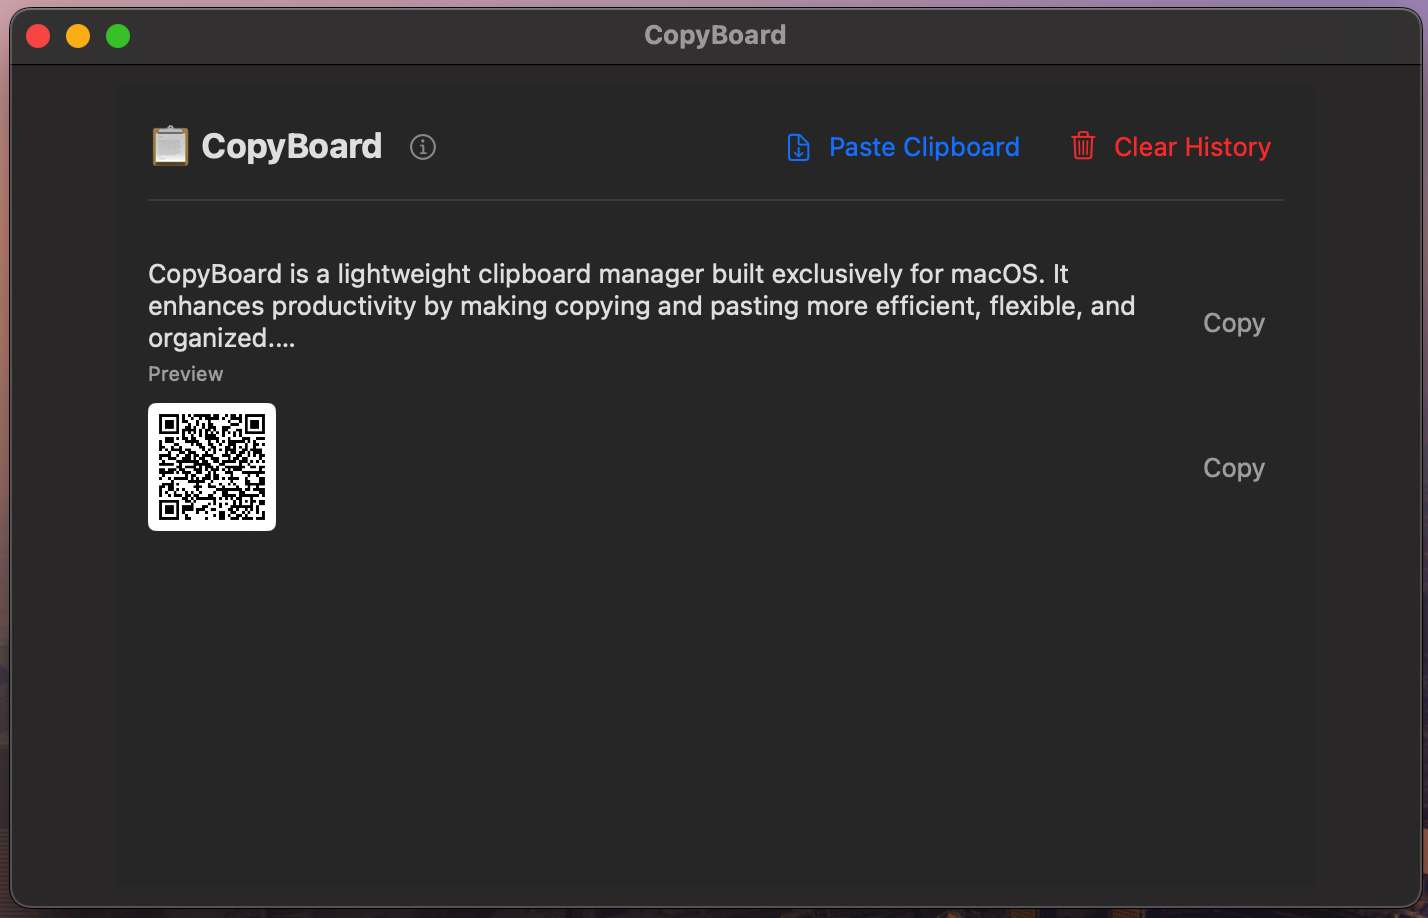 CopyBoard
CopyBoard
Paste Clipboard
Clear History
CopyBoard is a lightweight clipboard manager built exclusively for macOS. It
enhances productivity by making copying and pasting more efficient, flexible, and
organized....
Copy
Preview
Copy